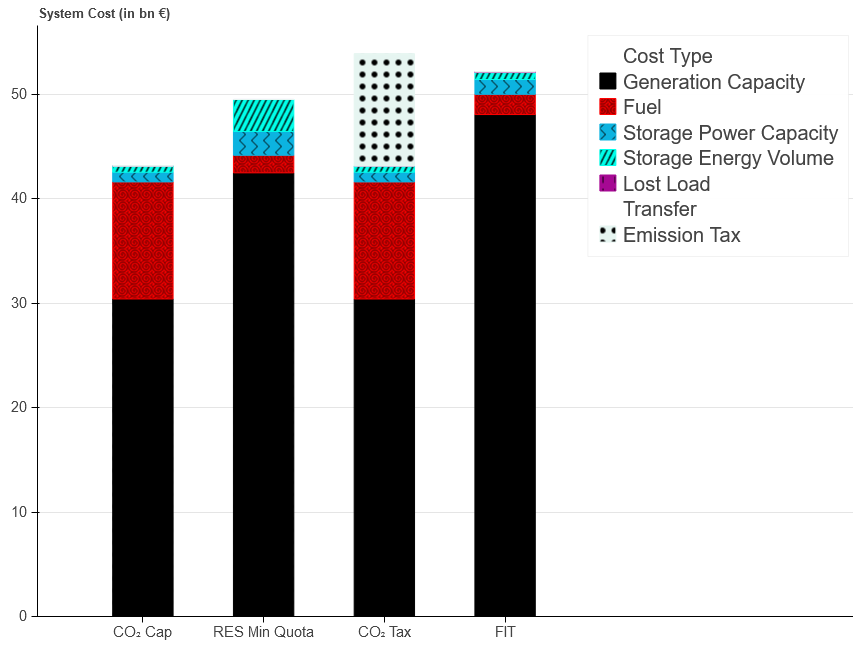 System Cost (in bn €)
50
40
30
20
10
0
CO₂ Cap
RES Min Quota
CO₂ Tax
FIT
Cost Type
Generation Capacity
Fuel
Storage Power Capacity
Storage Energy Volume
Lost Load
Transfer
Emission Tax